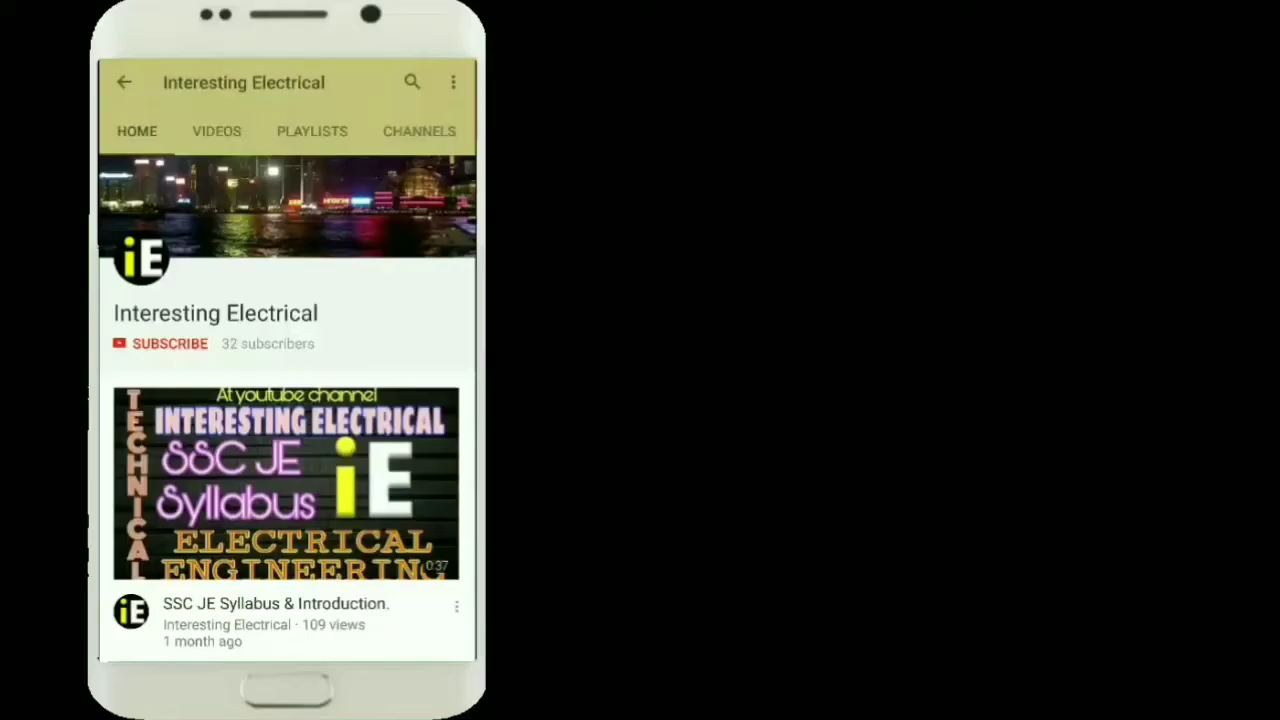 Interesting Electrical
HOME VIDEOS PLAYLISTS CHANNELS
iE
Interesting Electrical
SUBSCRIBE 32 subscribers
At youtube channel
INTERESTING ELECTRICAL
TECHNICAL
SSC JE
Syllabus
iE
ELECTRICAL
ENGINEERING
0:37
iE
SSC JE Syllabus & Introduction.
Interesting Electrical · 109 views
1 month ago